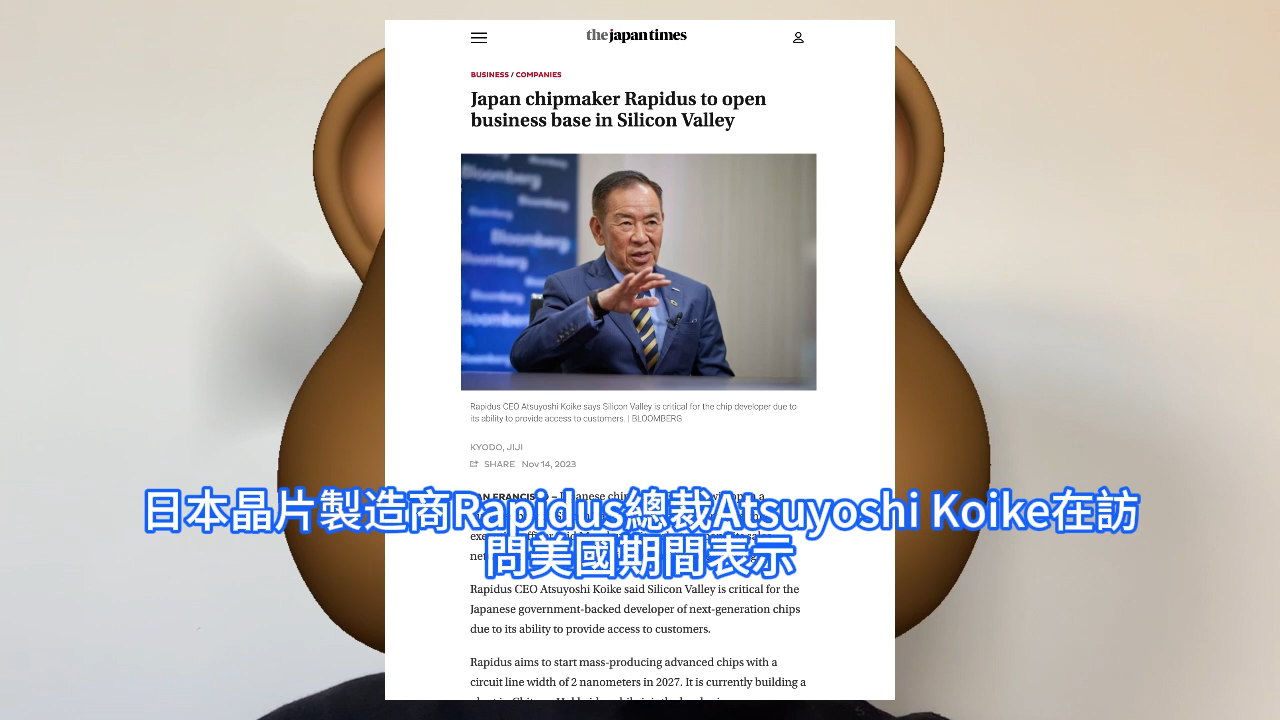 the japan times
BUSINESS / COMPANIES
Japan chipmaker Rapidus to open
business base in Silicon Valley
Bloomberg
Bloomberg
Bloomberg
Bloomberg
Bloomberg
Bloomberg
Bloomberg
Bloomberg
Rapidus CEO Atsuyoshi Koike says Silicon Valley is critical for the chip developer due to
its ability to provide access to customers. | BLOOMBERG
KYODO, JIJI
SHARE Nov 14, 2023
日本晶片製造商Rapidus總裁Atsuyoshi Koike在訪
問美國期間表示
Rapidus CEO Atsuyoshi Koike said Silicon Valley is critical for the
Japanese government-backed developer of next-generation chips
due to its ability to provide access to customers.
Rapidus aims to start mass-producing advanced chips with a
circuit line width of 2 nanometers in 2027. It is currently building a